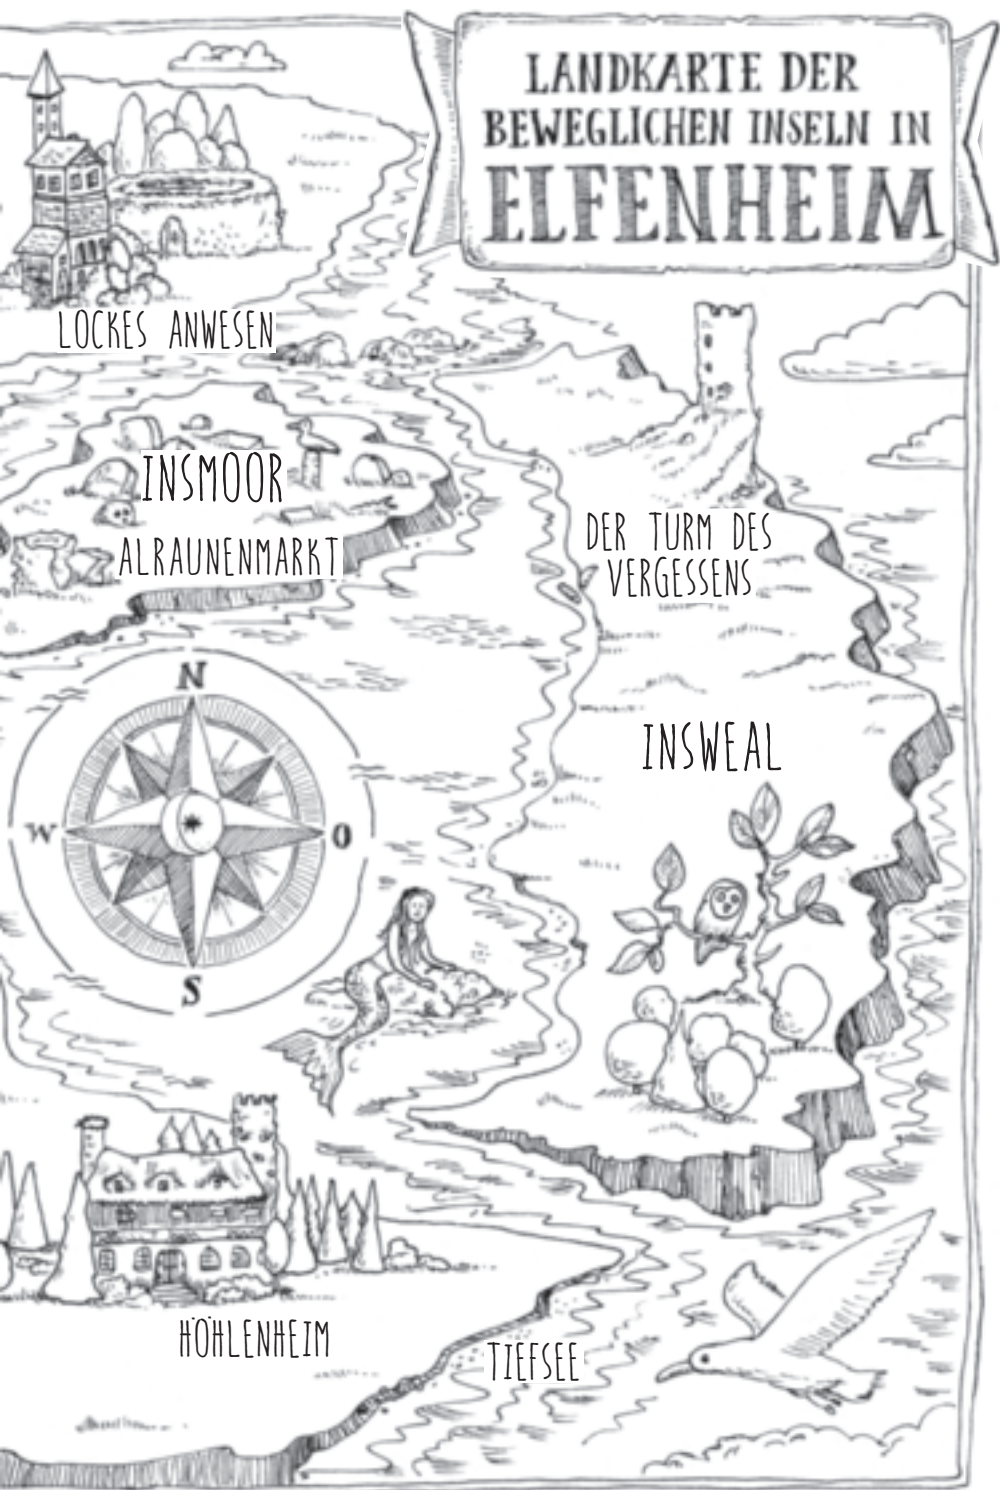 LANDKARTE DER
BEWEGLICHEN INSELN IN
ELFENHEIM
LOCKES ANWESEN
INSMOOR
ALRAUNENMARKT
DER TURM DES
VERGESSENS
N
W
O
S
INSWEAL
HÖHLENHEIM
TIEFSEE